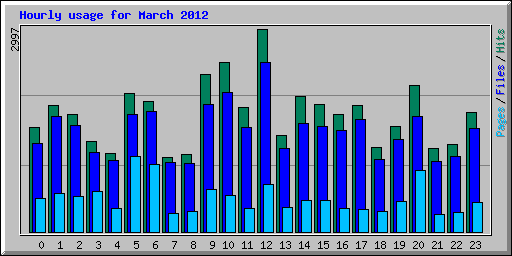 Hourly usage for March 2012
2997
Pages / Files / Hits
0 1 2 3 4 5 6 7 8 9 10 11 12 13 14 15 16 17 18 19 20 21 22 23